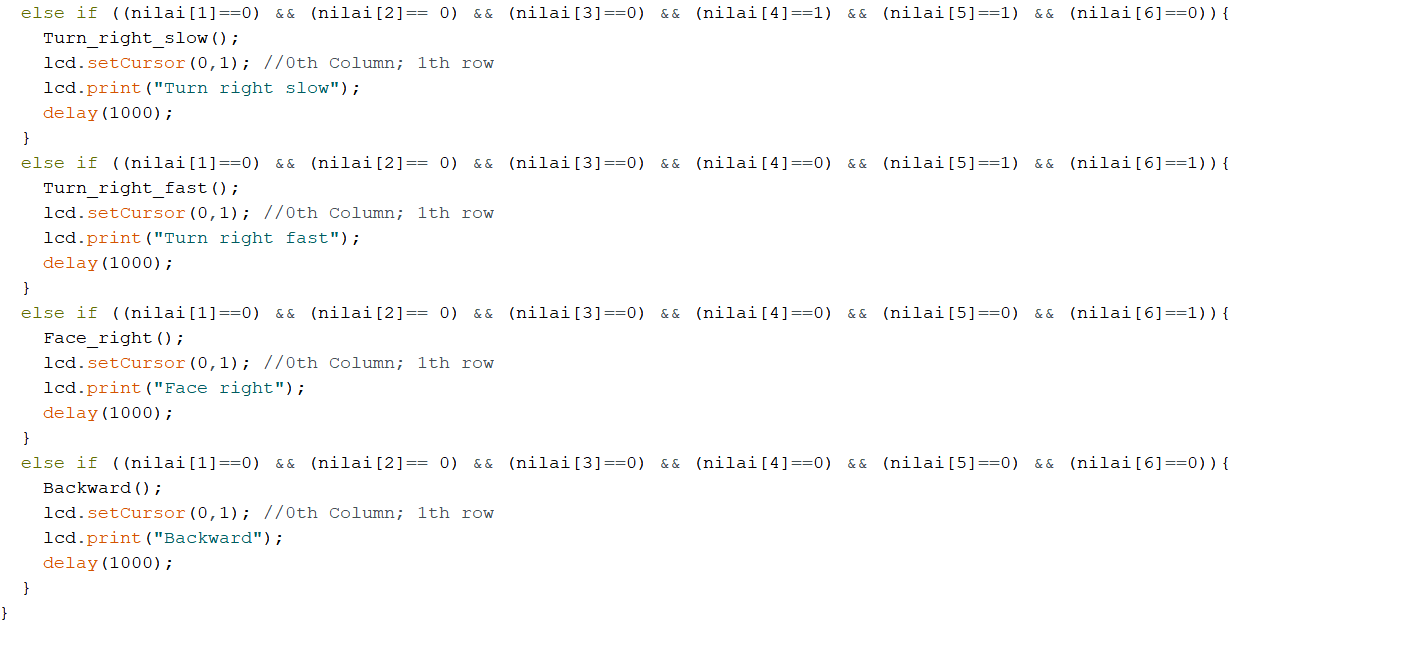 else if ((nilai[1]==0) && (nilai[2]== 0) && (nilai[3]==0) && (nilai[4]==1) && (nilai[5]==1) && (nilai[6]==0)){
Turn_right_slow();
lcd.setCursor(0,1); //0th Column; 1th row
lcd.print("Turn right slow");
delay(1000);
}
else if ((nilai[1]==0) && (nilai[2]== 0) && (nilai[3]==0) && (nilai[4]==0) && (nilai[5]==1) && (nilai[6]==1)){
Turn_right_fast();
lcd.setCursor(0,1); //0th Column; 1th row
lcd.print("Turn right fast");
delay(1000);
}
else if ((nilai[1]==0) && (nilai[2]== 0) && (nilai[3]==0) && (nilai[4]==0) && (nilai[5]==0) && (nilai[6]==1)){
Face_right();
lcd.setCursor(0,1); //0th Column; 1th row
lcd.print("Face right");
delay(1000);
}
else if ((nilai[1]==0) && (nilai[2]== 0) && (nilai[3]==0) && (nilai[4]==0) && (nilai[5]==0) && (nilai[6]==0)){
Backward();
lcd.setCursor(0,1); //0th Column; 1th row
lcd.print("Backward");
delay(1000);
}
}